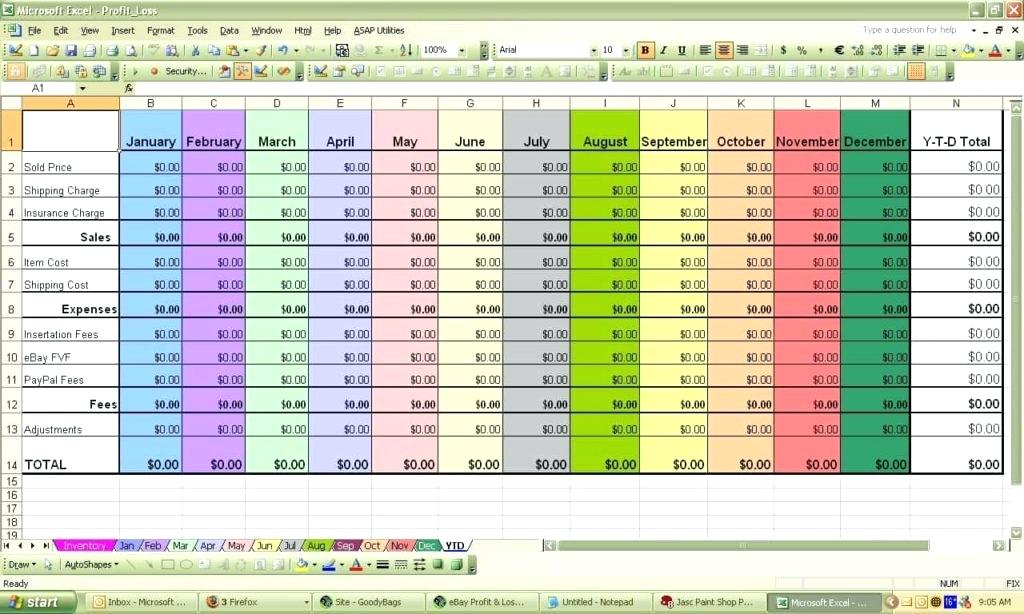 Microsoft Excel - Profit_Loss
File Edit View Insert Format Tools Data Window Html Help ASAP Utilities Type a question for help
100% Arial 10 B I U $ % ,
Security...
A1 fx
A B C D E F G H I J K L M N
1 January February March April May June July August September October November December Y-T-D Total
2 Sold Price $0.00 $0.00 $0.00 $0.00 $0.00 $0.00 $0.00 $0.00 $0.00 $0.00 $0.00 $0.00 $0.00
3 Shipping Charge $0.00 $0.00 $0.00 $0.00 $0.00 $0.00 $0.00 $0.00 $0.00 $0.00 $0.00 $0.00 $0.00
4 Insurance Charge $0.00 $0.00 $0.00 $0.00 $0.00 $0.00 $0.00 $0.00 $0.00 $0.00 $0.00 $0.00 $0.00
5 Sales $0.00 $0.00 $0.00 $0.00 $0.00 $0.00 $0.00 $0.00 $0.00 $0.00 $0.00 $0.00 $0.00
6 Item Cost $0.00 $0.00 $0.00 $0.00 $0.00 $0.00 $0.00 $0.00 $0.00 $0.00 $0.00 $0.00 $0.00
7 Shipping Cost $0.00 $0.00 $0.00 $0.00 $0.00 $0.00 $0.00 $0.00 $0.00 $0.00 $0.00 $0.00 $0.00
8 Expenses $0.00 $0.00 $0.00 $0.00 $0.00 $0.00 $0.00 $0.00 $0.00 $0.00 $0.00 $0.00 $0.00
9 Insertation Fees $0.00 $0.00 $0.00 $0.00 $0.00 $0.00 $0.00 $0.00 $0.00 $0.00 $0.00 $0.00 $0.00
10 eBay FVF $0.00 $0.00 $0.00 $0.00 $0.00 $0.00 $0.00 $0.00 $0.00 $0.00 $0.00 $0.00 $0.00
11 PayPal Fees $0.00 $0.00 $0.00 $0.00 $0.00 $0.00 $0.00 $0.00 $0.00 $0.00 $0.00 $0.00 $0.00
12 Fees $0.00 $0.00 $0.00 $0.00 $0.00 $0.00 $0.00 $0.00 $0.00 $0.00 $0.00 $0.00 $0.00
13 Adjustments $0.00 $0.00 $0.00 $0.00 $0.00 $0.00 $0.00 $0.00 $0.00 $0.00 $0.00 $0.00 $0.00
14 TOTAL $0.00 $0.00 $0.00 $0.00 $0.00 $0.00 $0.00 $0.00 $0.00 $0.00 $0.00 $0.00 $0.00
15
16
17
18
19
Inventory Jan Feb Mar Apr May Jun Jul Aug Sep Oct Nov Dec YTD
Draw AutoShapes
Ready NUM FIX
start Inbox - Microsoft ... 3 Firefox Site - GoodyBags eBay Profit & Los... Untitled - Notepad Jasc Paint Shop P... Microsoft Excel - ... 16° 9:05 AM